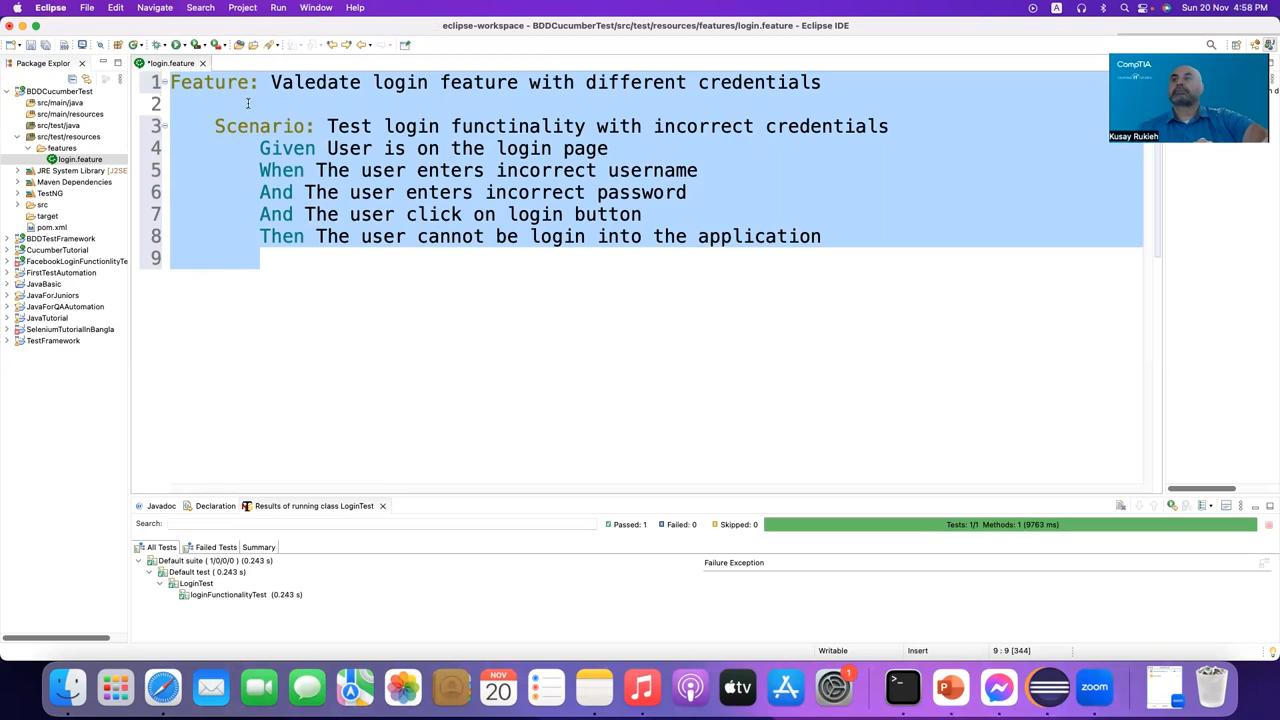 Eclipse File Edit Navigate Search Project Run Window Help
A
Sun 20 Nov 4:58 PM
eclipse-workspace - BDDCucumberTest/src/test/resources/features/login.feature - Eclipse IDE
Package Explorer
*login.feature
BDDCucumberTest
src/main/java
src/main/resources
src/test/java
src/test/resources
features
login.feature
JRE System Library [J2SE
Maven Dependencies
TestNG
src
target
pom.xml
BDDTestFramework
CucumberTutorial
FacebookLoginFunctionlityTe
FirstTestAutomation
JavaBasic
JavaForJuniors
JavaForQAAutomation
JavaTutorial
SeleniumTutorialInBangla
TestFramework
1 Feature: Valedate login feature with different credentials
2
3 Scenario: Test login functinality with incorrect credentials
4 Given User is on the login page
5 When The user enters incorrect username
6 And The user enters incorrect password
7 And The user click on login button
8 Then The user cannot be login into the application
9
CompTIA
Kusay Rukieh
Javadoc Declaration Results of running class LoginTest
Search: Passed: 1 Failed: 0 Skipped: 0 Tests: 1/1 Methods: 1 (9763 ms)
All Tests Failed Tests Summary
Default suite ( 1/0/0/0 ) (0.243 s)
Default test ( 0.243 s)
LoginTest
loginFunctionalityTest (0.243 s)
Failure Exception
Writable Insert 9 : 9 [344]
NOV
20
tv
1
zoom